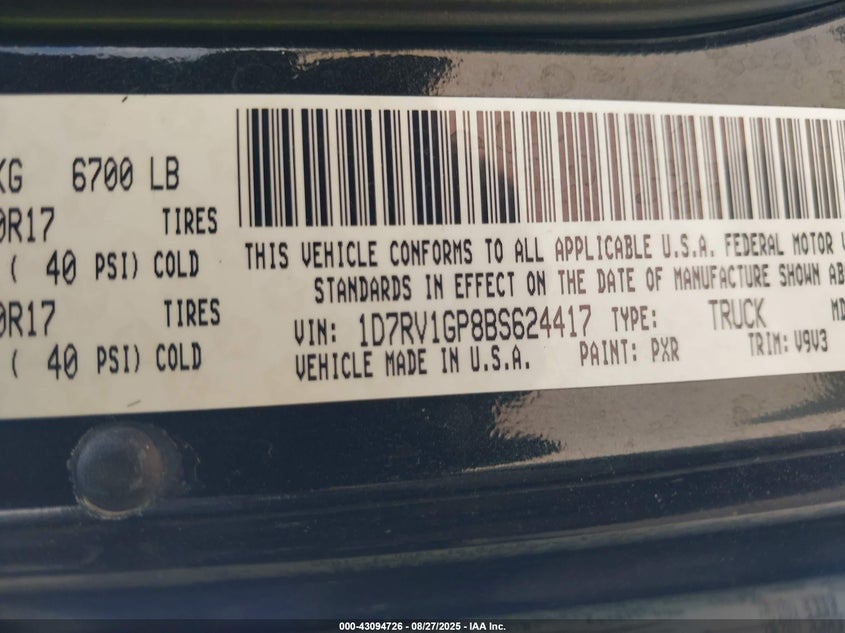 KG 6700 LB
0R17 TIRES
( 40 PSI) COLD
0R17 TIRES
( 40 PSI) COLD
THIS VEHICLE CONFORMS TO ALL APPLICABLE U.S.A. FEDERAL MOTOR V
STANDARDS IN EFFECT ON THE DATE OF MANUFACTURE SHOWN AB
VIN: 1D7RV1GP8BS624417 TYPE: TRUCK MD
VEHICLE MADE IN U.S.A. PAINT: PXR TRIM: V9V3
000-43094726 - 08/27/2025 - IAA Inc.